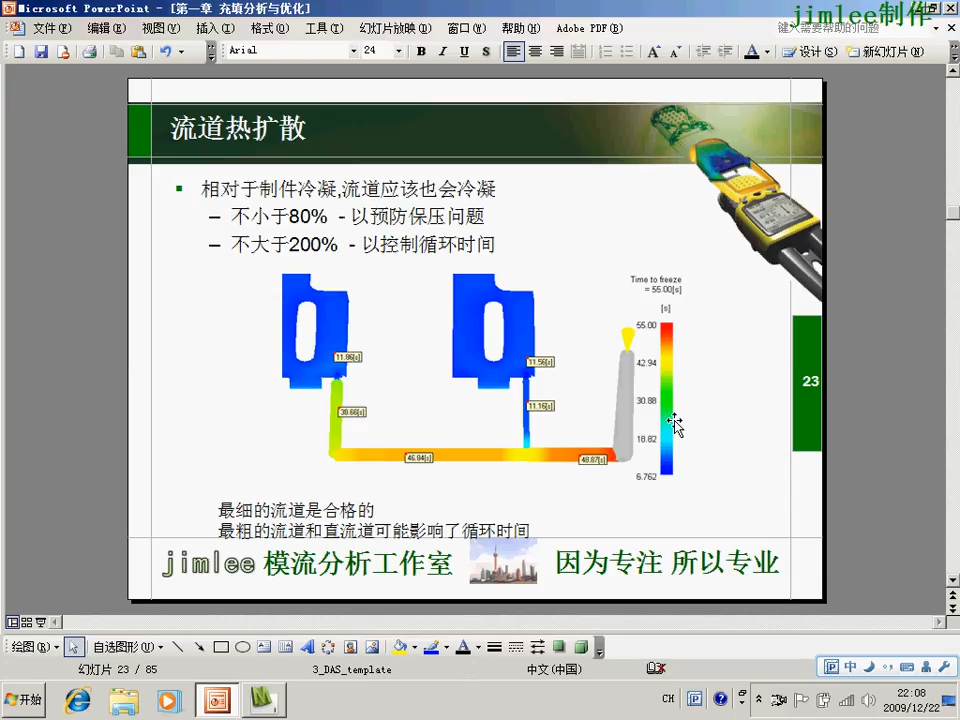 Microsoft PowerPoint - [第一章 充填分析与优化]
jimlee制作
文件(F) 编辑(E) 视图(V) 插入(I) 格式(O) 工具(T) 幻灯片放映(D) 窗口(W) 帮助(H) Adobe PDF(B) 键入需要帮助的问题
Arial 24 B I U S A A A 设计(S) 新幻灯片(N)
流道热扩散
相对于制件冷凝,流道应该也会冷凝
– 不小于80% - 以预防保压问题
– 不大于200% - 以控制循环时间
Time to freeze
= 55.00[s]
[s]
55.00
42.94
30.88
18.82
6.762
11.86[s]
11.56[s]
38.66[s]
11.16[s]
46.84[s]
48.87[s]
23
最细的流道是合格的
最粗的流道和直流道可能影响了循环时间
jimlee 模流分析工作室 因为专注 所以专业
绘图(R) 自选图形(U)
幻灯片 23 / 85 3_DAS_template 中文(中国)
中
开始 CH 22:08
2009/12/22